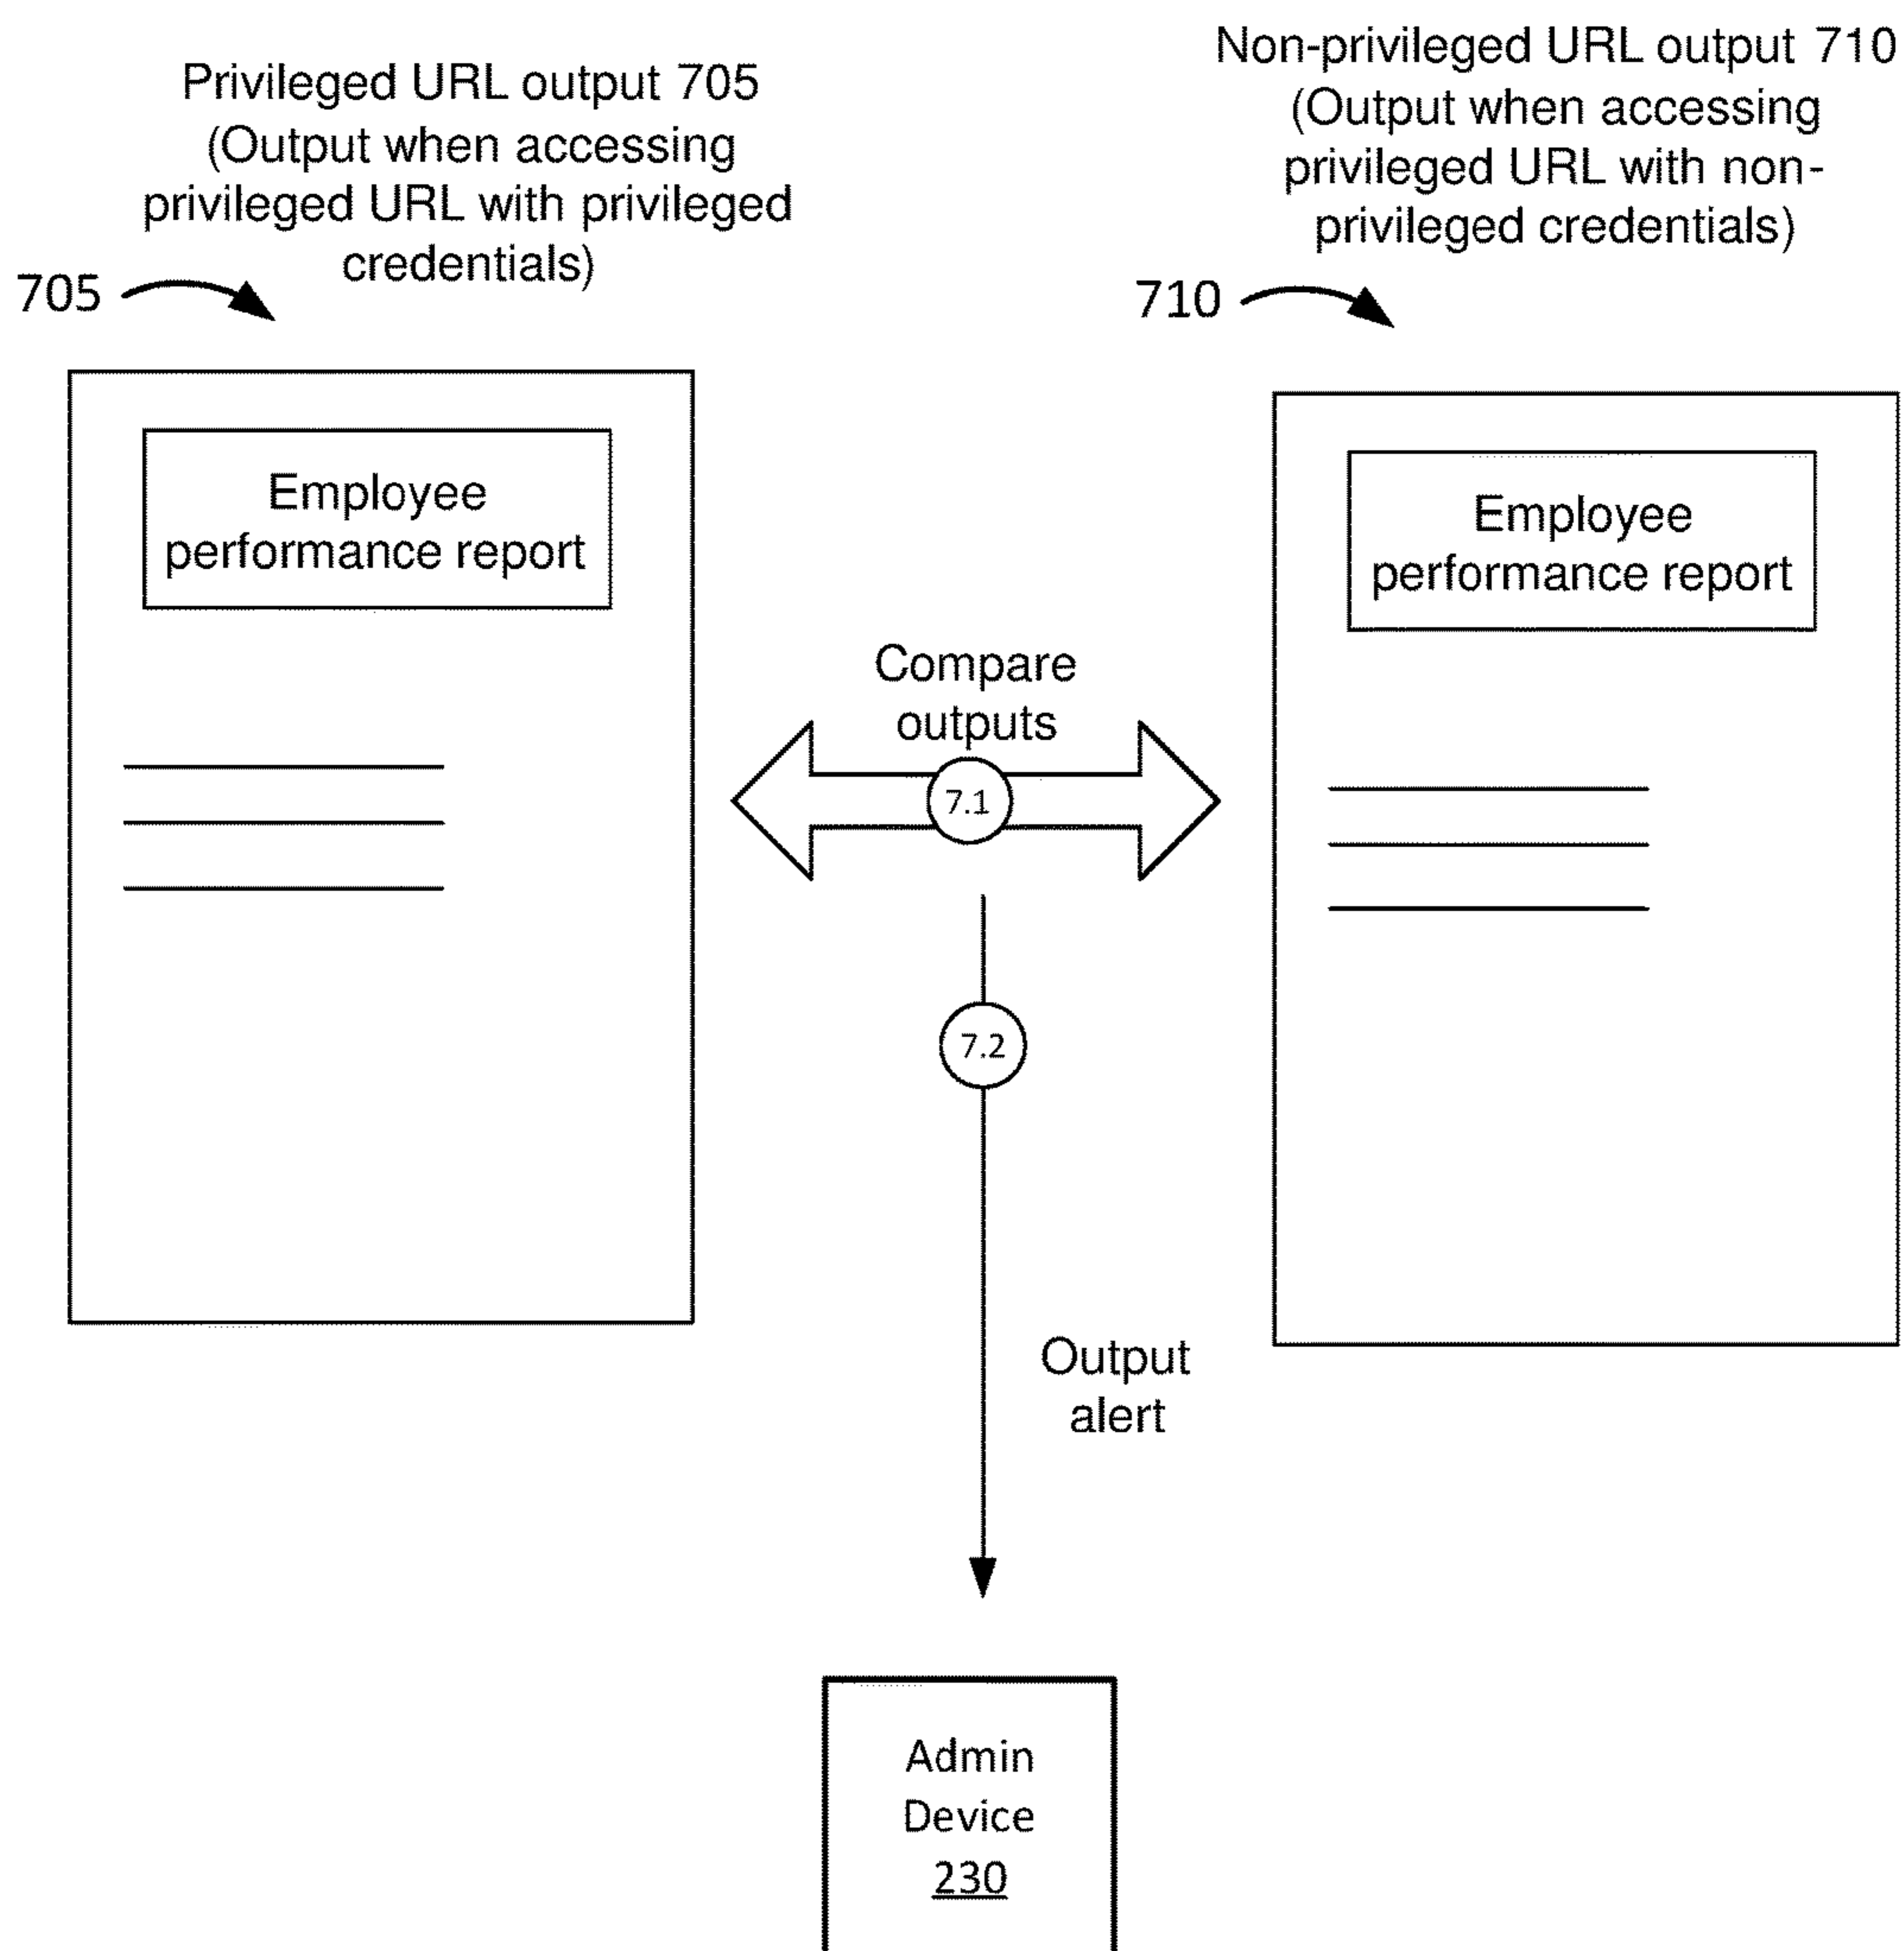 Privileged URL output 705
(Output when accessing
privileged URL with privileged
credentials)
705
Non-privileged URL output 710
(Output when accessing
privileged URL with non-
privileged credentials)
710
Employee
performance report
Employee
performance report
Compare
outputs
7.1
7.2
Output
alert
Admin
Device
230